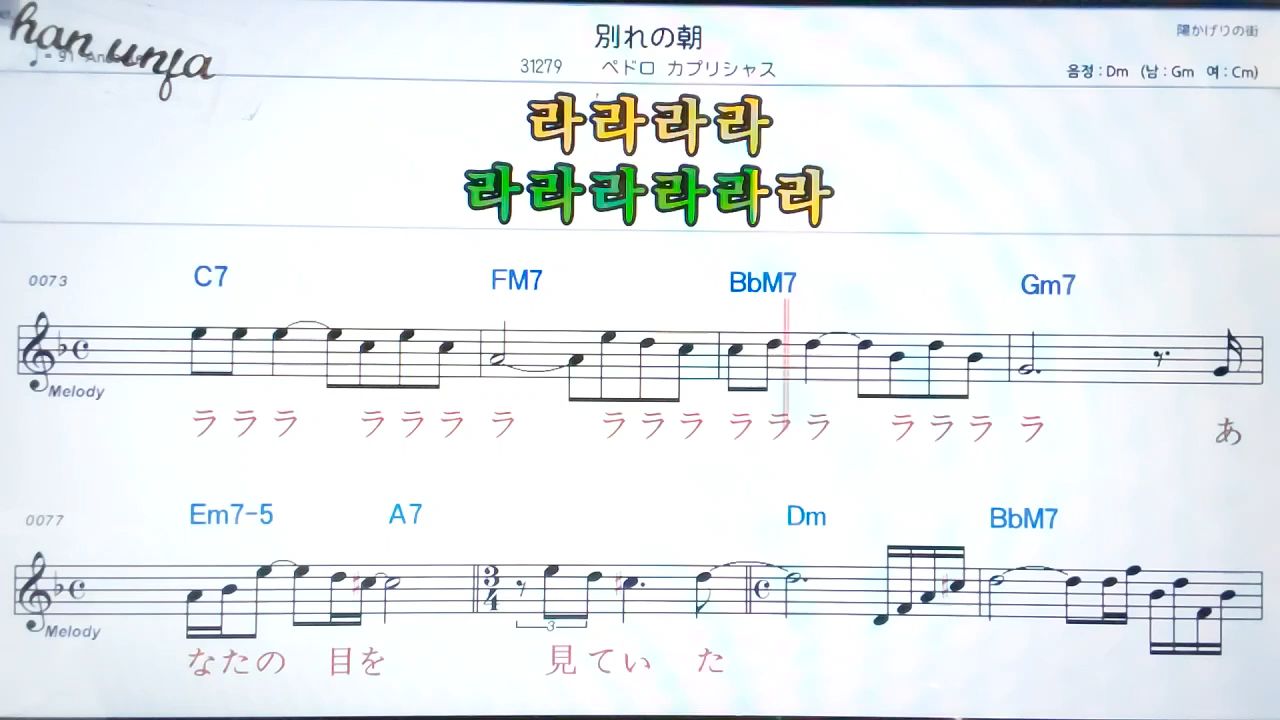 han unja
別れの朝
陽かげりの街
♩= 91
31279 ペドロ カプリシャス
음정 : Dm (남 : Gm 여 : Cm)
라라라라
라라라라라라
0073 C7 FM7 BbM7 Gm7
Melody
ラララ ラララ ラ ラララ ラララ ラララ ラ あ
0077 Em7-5 A7 Dm BbM7
3 4
3
Melody
なたの 目を 見てい た